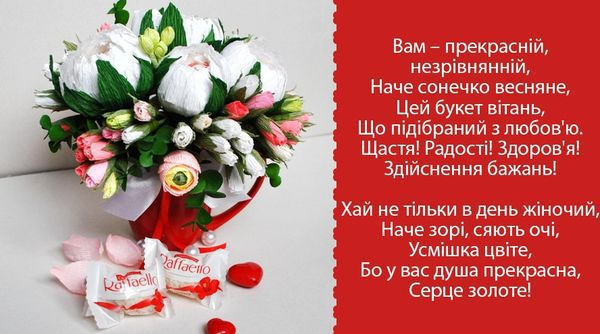 Вам – прекрасній,
незрівнянній,
Наче сонечко весняне,
Цей букет вітань,
Що підібраний з любов'ю.
Щастя! Радості! Здоров'я!
Здійснення бажань!
Хай не тільки в день жіночий,
Наче зорі, сяють очі,
Усмішка цвіте,
Бо у вас душа прекрасна,
Серце золоте!
Raffaello
Raffaello